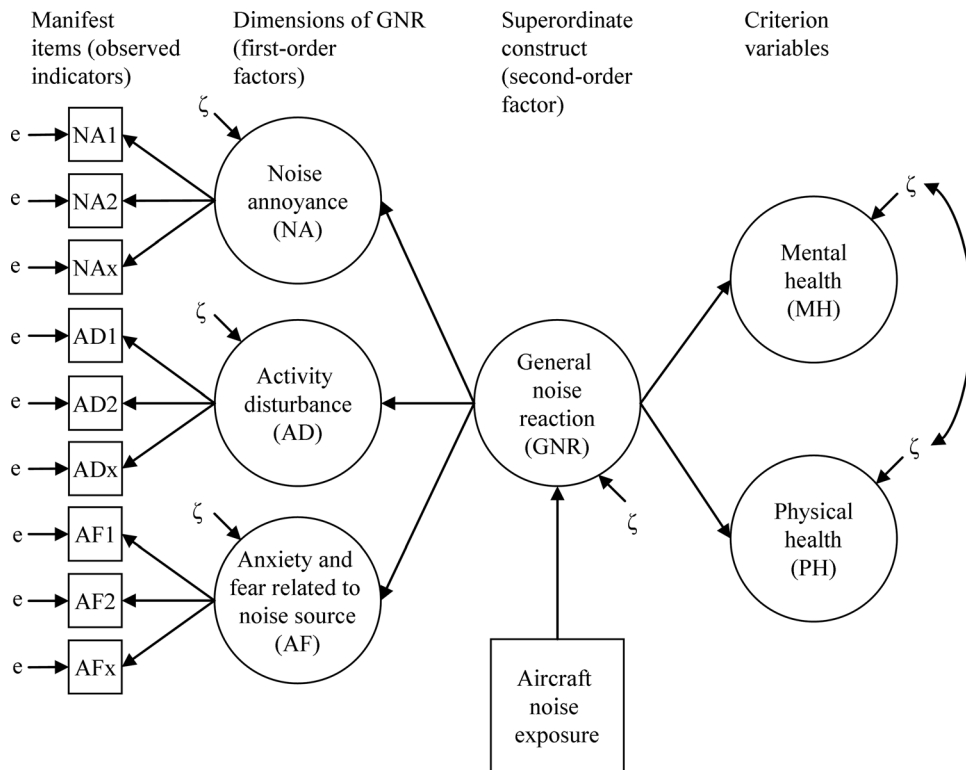 Manifest
items (observed
indicators)
Dimensions of GNR
(first-order
factors)
Superordinate
construct
(second-order
factor)
Criterion
variables
e
NA1
e
NA2
e
NAx
ζ
Noise
annoyance
(NA)
e
AD1
e
AD2
e
ADx
ζ
Activity
disturbance
(AD)
e
AF1
e
AF2
e
AFx
ζ
Anxiety and
fear related to
noise source
(AF)
General
noise
reaction
(GNR)
ζ
Aircraft
noise
exposure
ζ
Mental
health
(MH)
ζ
Physical
health
(PH)